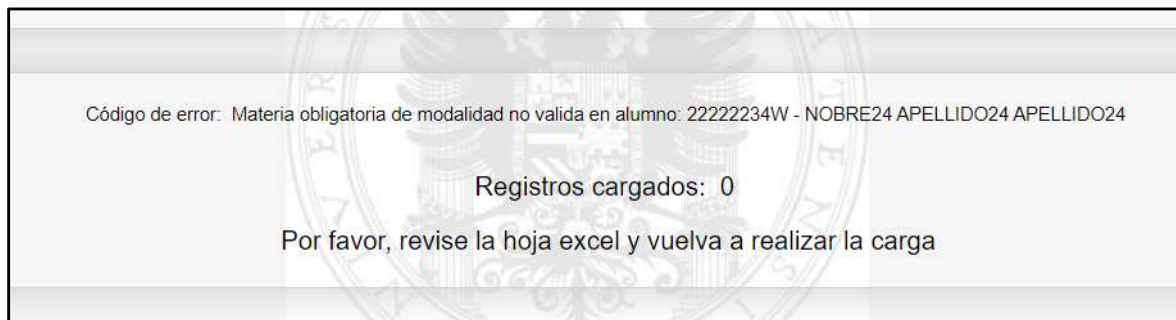 Código de error: Materia obligatoria de modalidad no valida en alumno: 22222234W - NOBRE24 APELLIDO24 APELLIDO24
Registros cargados: 0
Por favor, revise la hoja excel y vuelva a realizar la carga